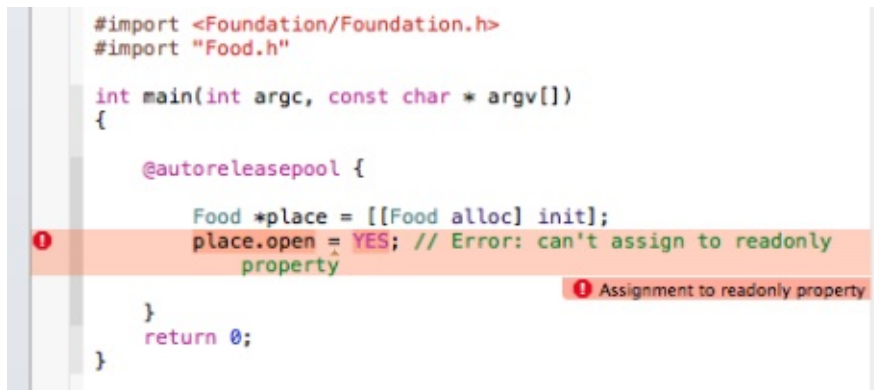 #import <Foundation/Foundation.h>
#import "Food.h"
int main(int argc, const char * argv[])
{
@autoreleasepool {
Food *place = [[Food alloc] init];
place.open = YES; // Error: can't assign to readonly
property
Assignment to readonly property
}
return 0;
}